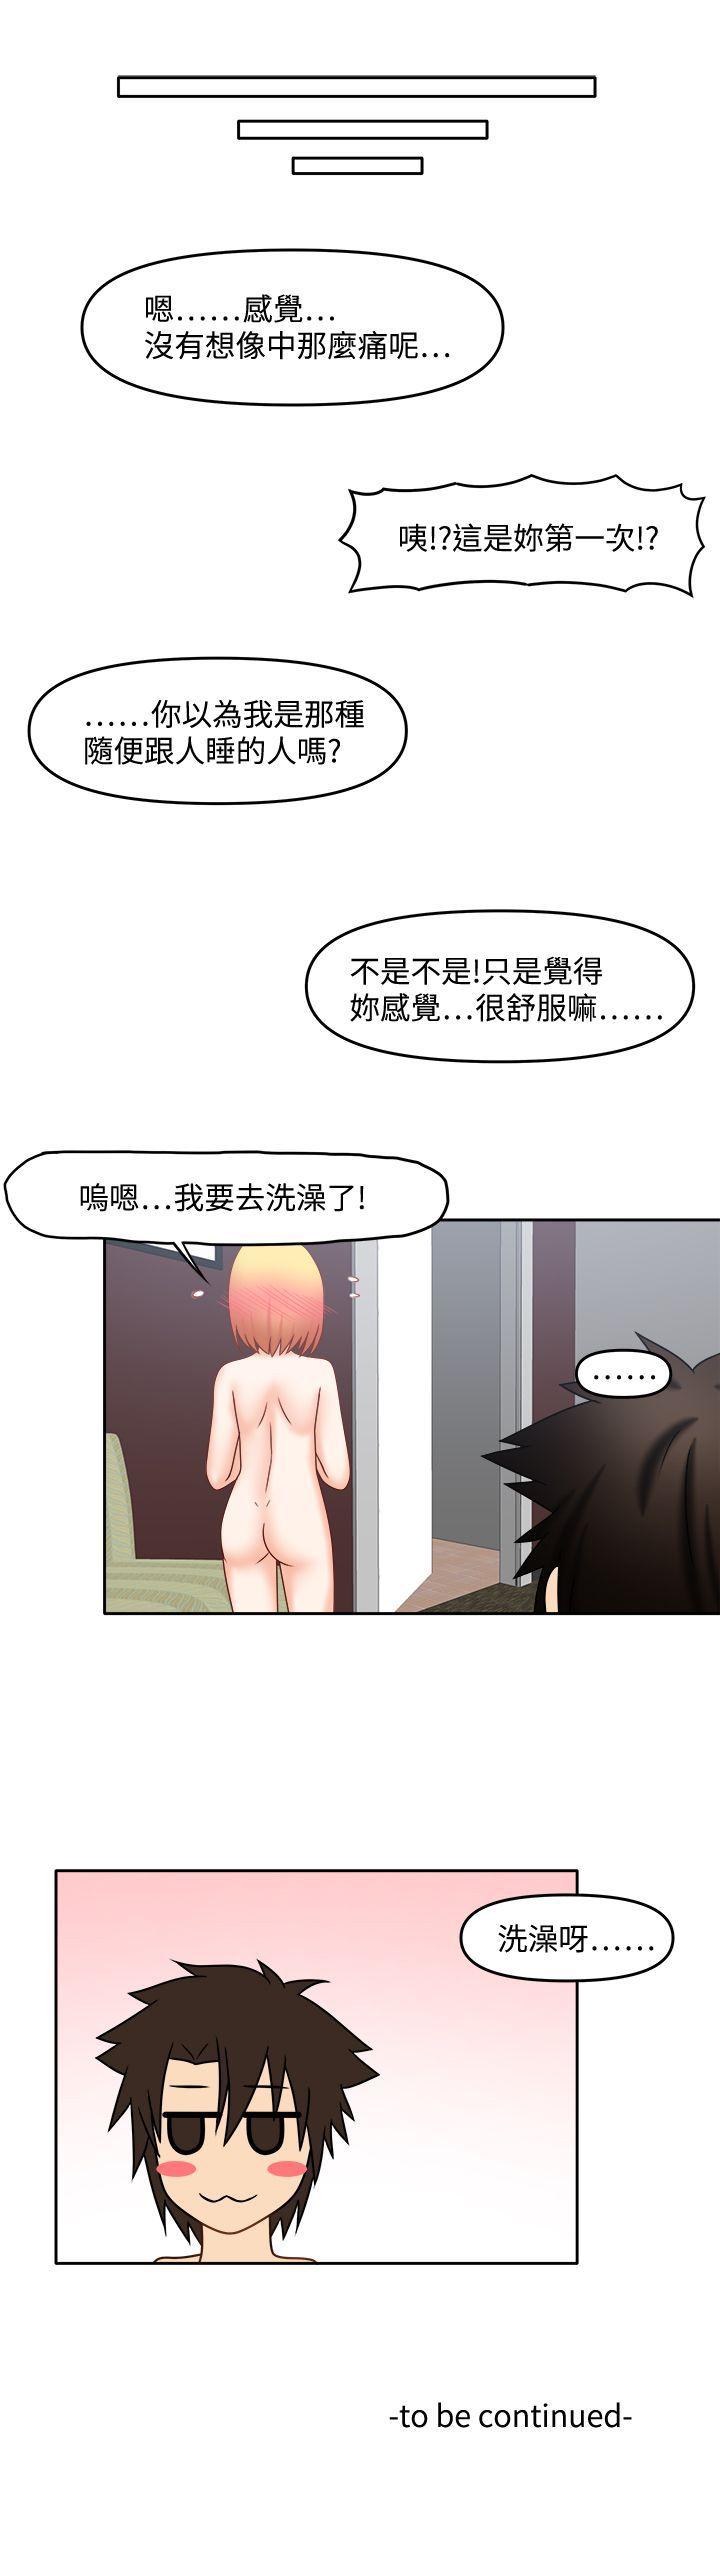 嗯……感覺…
沒有想像中那麼痛呢…
咦!?這是妳第一次!?
……你以為我是那種
隨便跟人睡的人嗎?
不是不是!只是覺得
妳感覺…很舒服嘛……
嗚嗯…我要去洗澡了!
……
洗澡呀……
-to be continued-